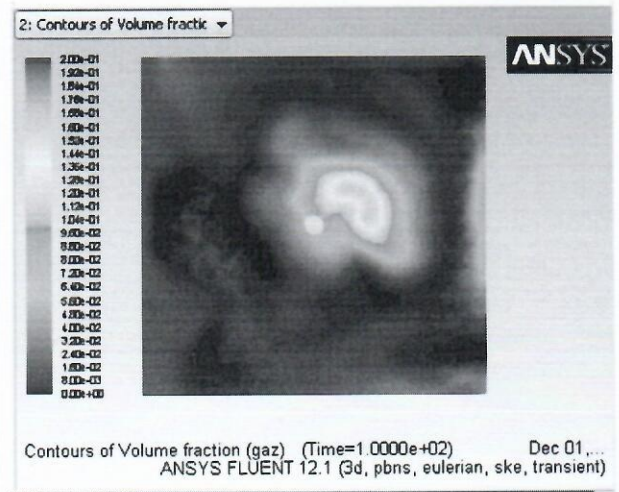 2: Contours of Volume fractic
ANSYS
2.00e-01
1.92e-01
1.84e-01
1.76e-01
1.68e-01
1.60e-01
1.52e-01
1.44e-01
1.36e-01
1.28e-01
1.20e-01
1.12e-01
1.04e-01
9.60e-02
8.80e-02
8.00e-02
7.20e-02
6.40e-02
5.60e-02
4.80e-02
4.00e-02
3.20e-02
2.40e-02
1.60e-02
8.00e-03
0.00e+00
Contours of Volume fraction (gaz) (Time=1.0000e+02) Dec 01,...
ANSYS FLUENT 12.1 (3d, pbns, eulerian, ske, transient)